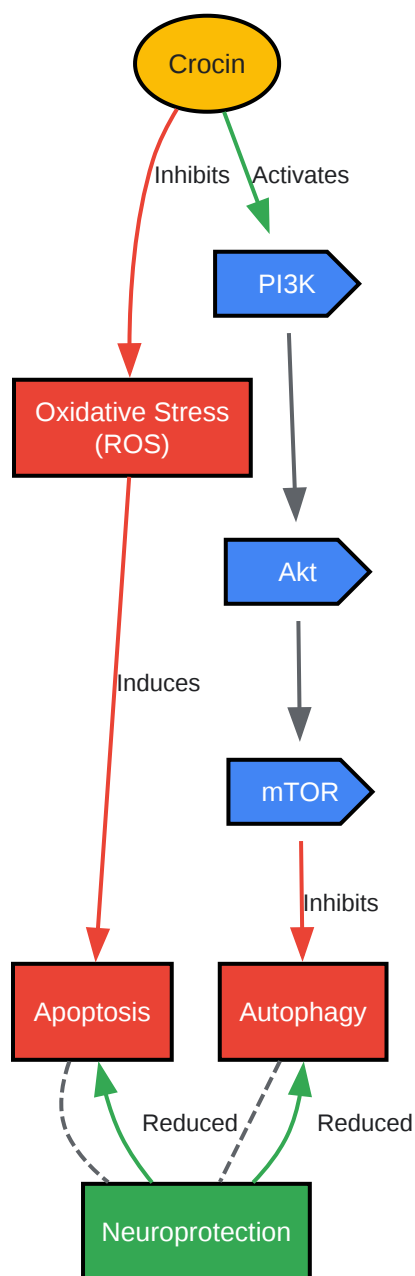 Crocin
Inhibits
Activates
PI3K
Oxidative Stress
(ROS)
Akt
Induces
mTOR
Inhibits
Apoptosis
Autophagy
Reduced
Reduced
Neuroprotection